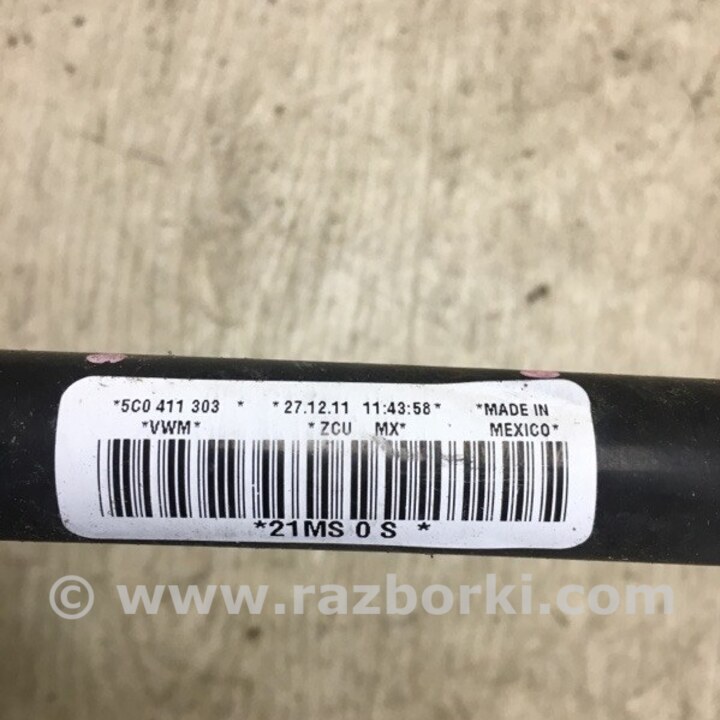 *5C0 411 303 * *27.12.11 11:43:58* *MADE IN
*VWM* *ZCU MX* MEXICO*
*21MS 0 S *
© www.razborki.com